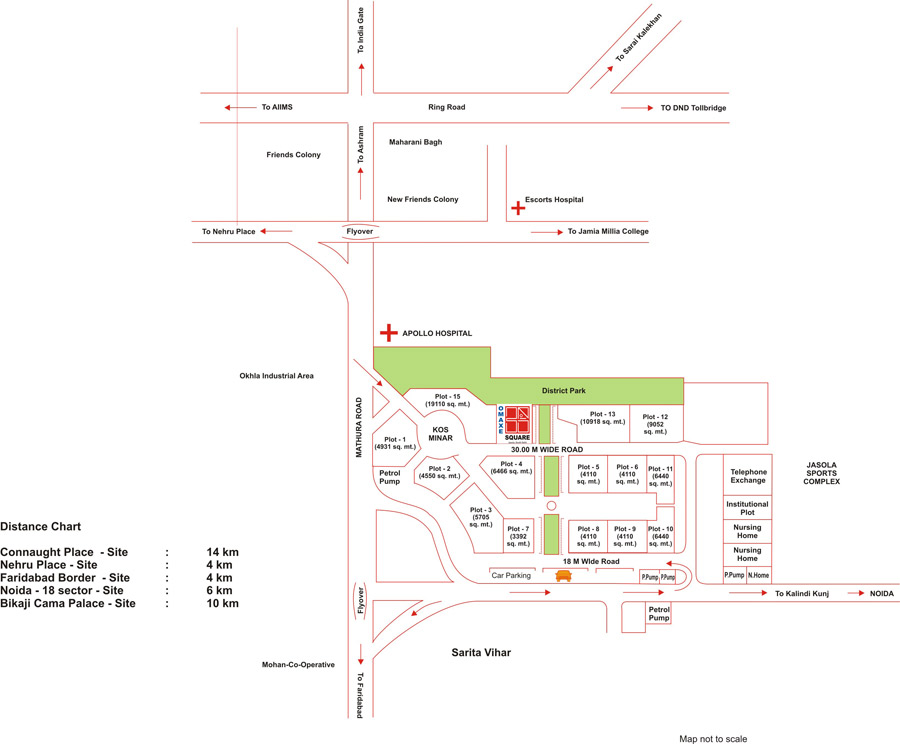 To India Gate
To Sarai Kalekhan
To AIIMS
Ring Road
TO DND Tollbridge
To Ashram
Maharani Bagh
Friends Colony
New Friends Colony
Escorts Hospital
To Nehru Place
Flyover
To Jamia Millia College
APOLLO HOSPITAL
Okhla Industrial Area
MATHURA ROAD
District Park
Plot - 15
(19110 sq. mt.)
OMAXE
SQUARE
Plot - 13
(10918 sq. mt.)
Plot - 12
(9052
sq. mt.)
KOS
MINAR
Plot - 1
(4931 sq. mt.)
30.00 M WIDE ROAD
Petrol
Pump
Plot - 2
(4550 sq. mt.)
Plot - 4
(6466 sq. mt.)
Plot - 5
(4110
sq. mt.)
Plot - 6
(4110
sq. mt.)
Plot - 11
(6440
sq. mt.)
Telephone
Exchange
JASOLA
SPORTS
COMPLEX
Institutional
Plot
Plot - 3
(5705
sq. mt.)
Plot - 7
(3392
sq. mt.)
Plot - 8
(4110
sq. mt.)
Plot - 9
(4110
sq. mt.)
Plot - 10
(6440
sq. mt.)
Nursing
Home
Nursing
Home
18 M WIde Road
Car Parking
P.Pump
P.Pump
P.Pump
N.Home
To Kalindi Kunj
NOIDA
Petrol
Pump
Distance Chart
Connaught Place - Site : 14 km
Nehru Place - Site : 4 km
Faridabad Border - Site : 4 km
Noida - 18 sector - Site : 6 km
Bikaji Cama Palace - Site : 10 km
Flyover
Sarita Vihar
Mohan-Co-Operative
To Faridabad
Map not to scale